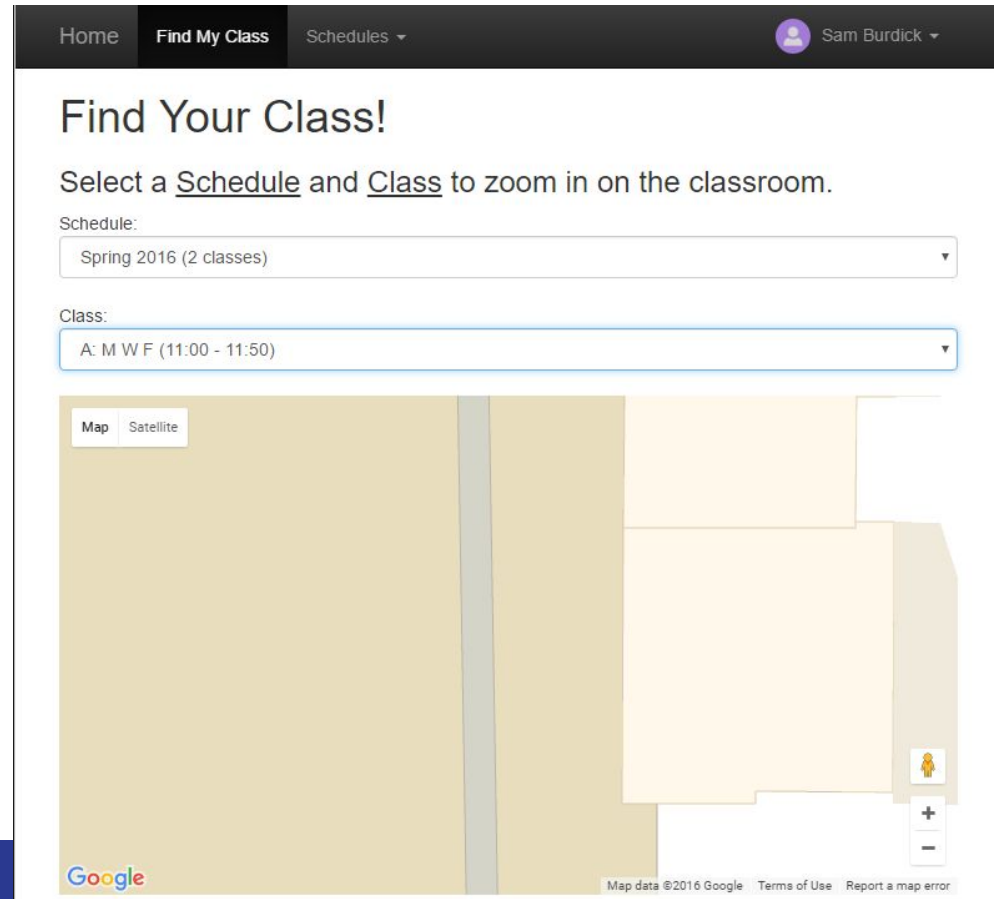 Home Find My Class Schedules Sam Burdick
Find Your Class!
Select a Schedule and Class to zoom in on the classroom.
Schedule:
Spring 2016 (2 classes)
Class:
A: M W F (11:00 - 11:50)
Map Satellite
+
−
Google Map data ©2016 Google Terms of Use Report a map error